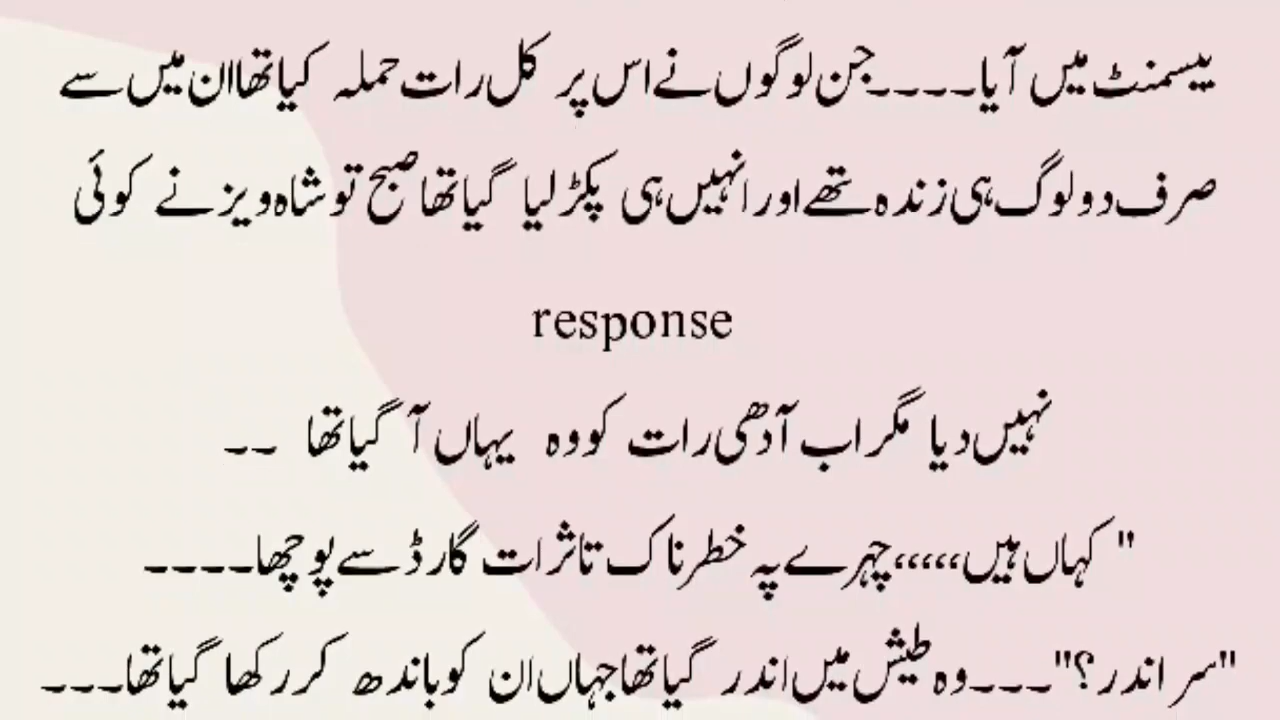 بیسمنٹ میں آیا۔۔۔۔جن لوگوں نے اس پر کل رات حملہ کیا تھا ان میں سے
صرف دو لوگ ہی زندہ تھے اور انہیں ہی پکڑ لیا گیا تھا صبح تو شاہ ویز نے کوئی
response
نہیں دیا مگر اب آدھی رات کو وہ یہاں آ گیا تھا ۔۔
" کہاں ہیں،،،،،، چہرے پہ خطرناک تاثرات گارڈ سے پوچھا۔۔۔۔
"سر اندر؟"۔۔۔۔وہ طیش میں اندر گیا تھا جہاں ان کو باندھ کر رکھا گیا تھا۔۔۔